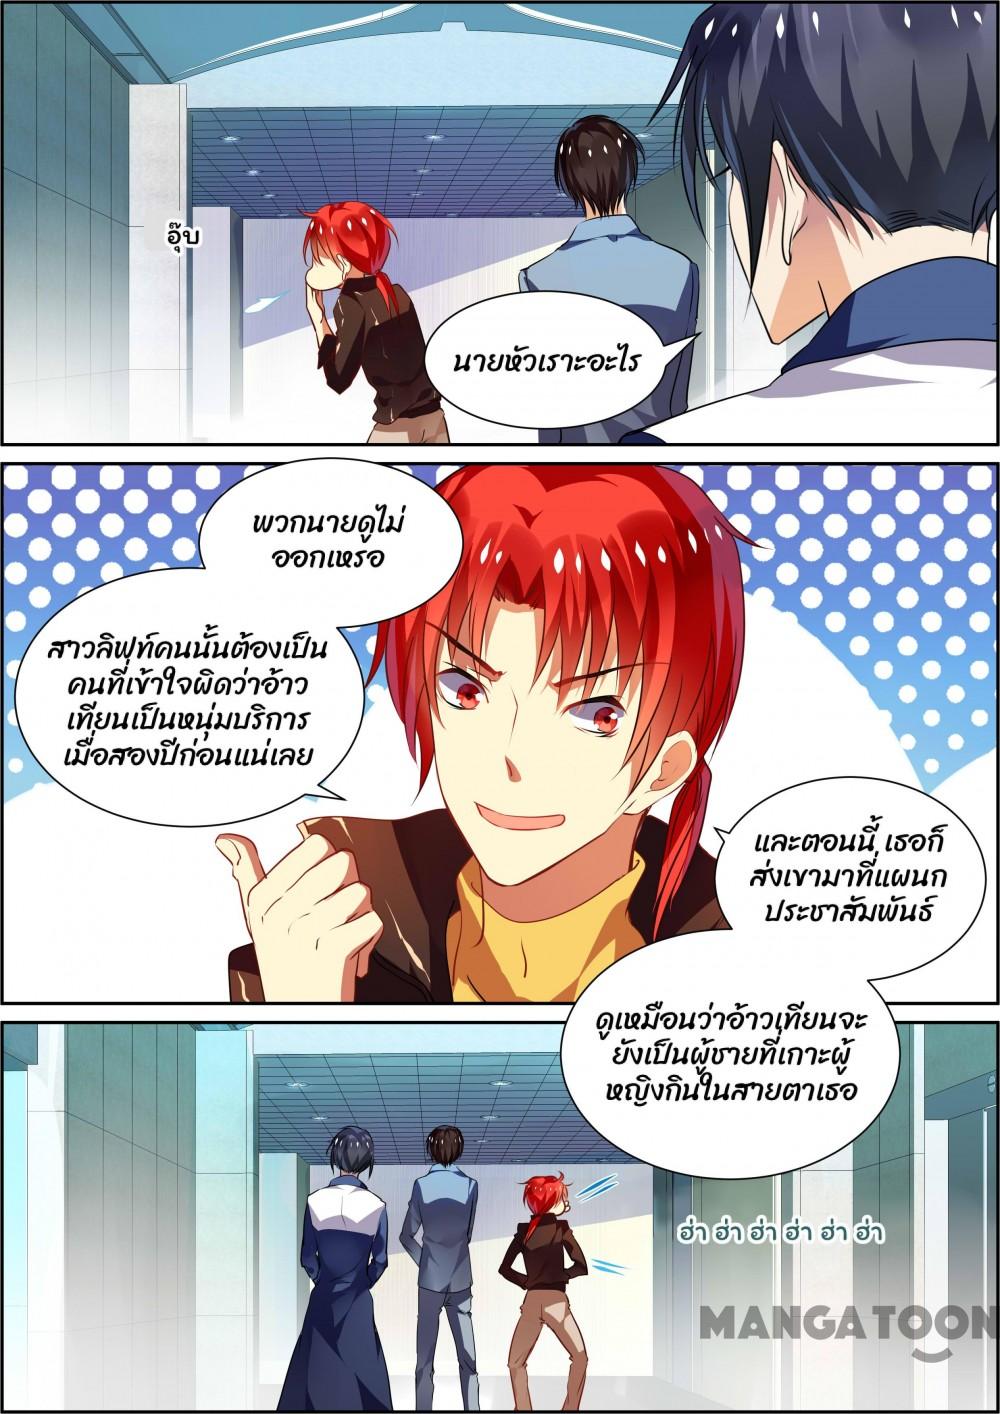 อุ๊บ
นายหัวเราะอะไร
พวกนายดูไม่
ออกเหรอ
สาวลิฟท์คนนั้นต้องเป็น
คนที่เข้าใจผิดว่าอ้าว
เทียนเป็นหนุ่มบริการ
เมื่อสองปีก่อนแน่เลย
และตอนนี้ เธอก็
ส่งเขามาที่แผนก
ประชาสัมพันธ์
ดูเหมือนว่าอ้าวเทียนจะ
ยังเป็นผู้ชายที่เกาะผู้
หญิงกินในสายตาเธอ
ฮ่า ฮ่า ฮ่า ฮ่า ฮ่า ฮ่า
MANGATOON